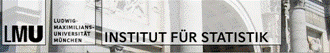 LMU
LUDWIG-
MAXIMILIANS-
UNIVERSITÄT
MÜNCHEN
INSTITUT FÜR STATISTIK